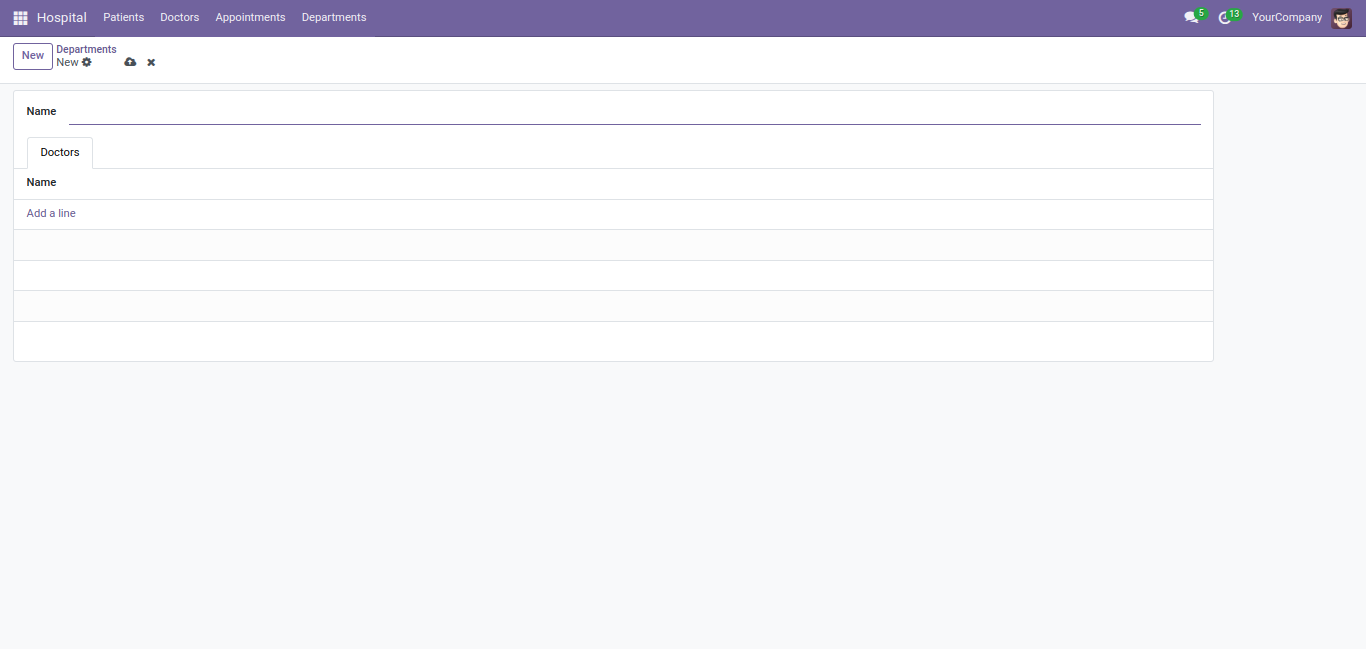 Hospital Patients Doctors Appointments Departments 5 13 YourCompany
New Departments
New
Name
Doctors
Name
Add a line